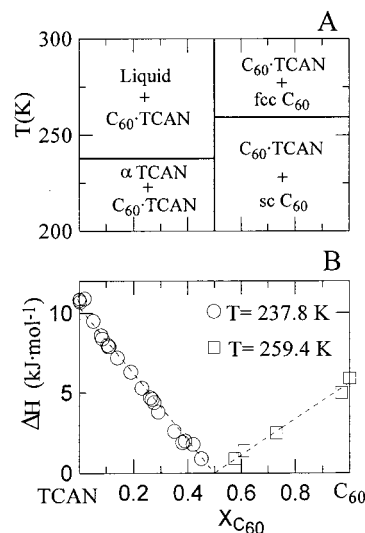 A
300
250
200
T(K)
Liquid
+
C60·TCAN
α TCAN
+
C60·TCAN
C60·TCAN
+
fcc C60
C60·TCAN
+
sc C60
B
10
5
0
ΔH (kJ·mol-1)
T= 237.8 K
T= 259.4 K
TCAN 0.2 0.4 0.6 0.8 C60
XC60